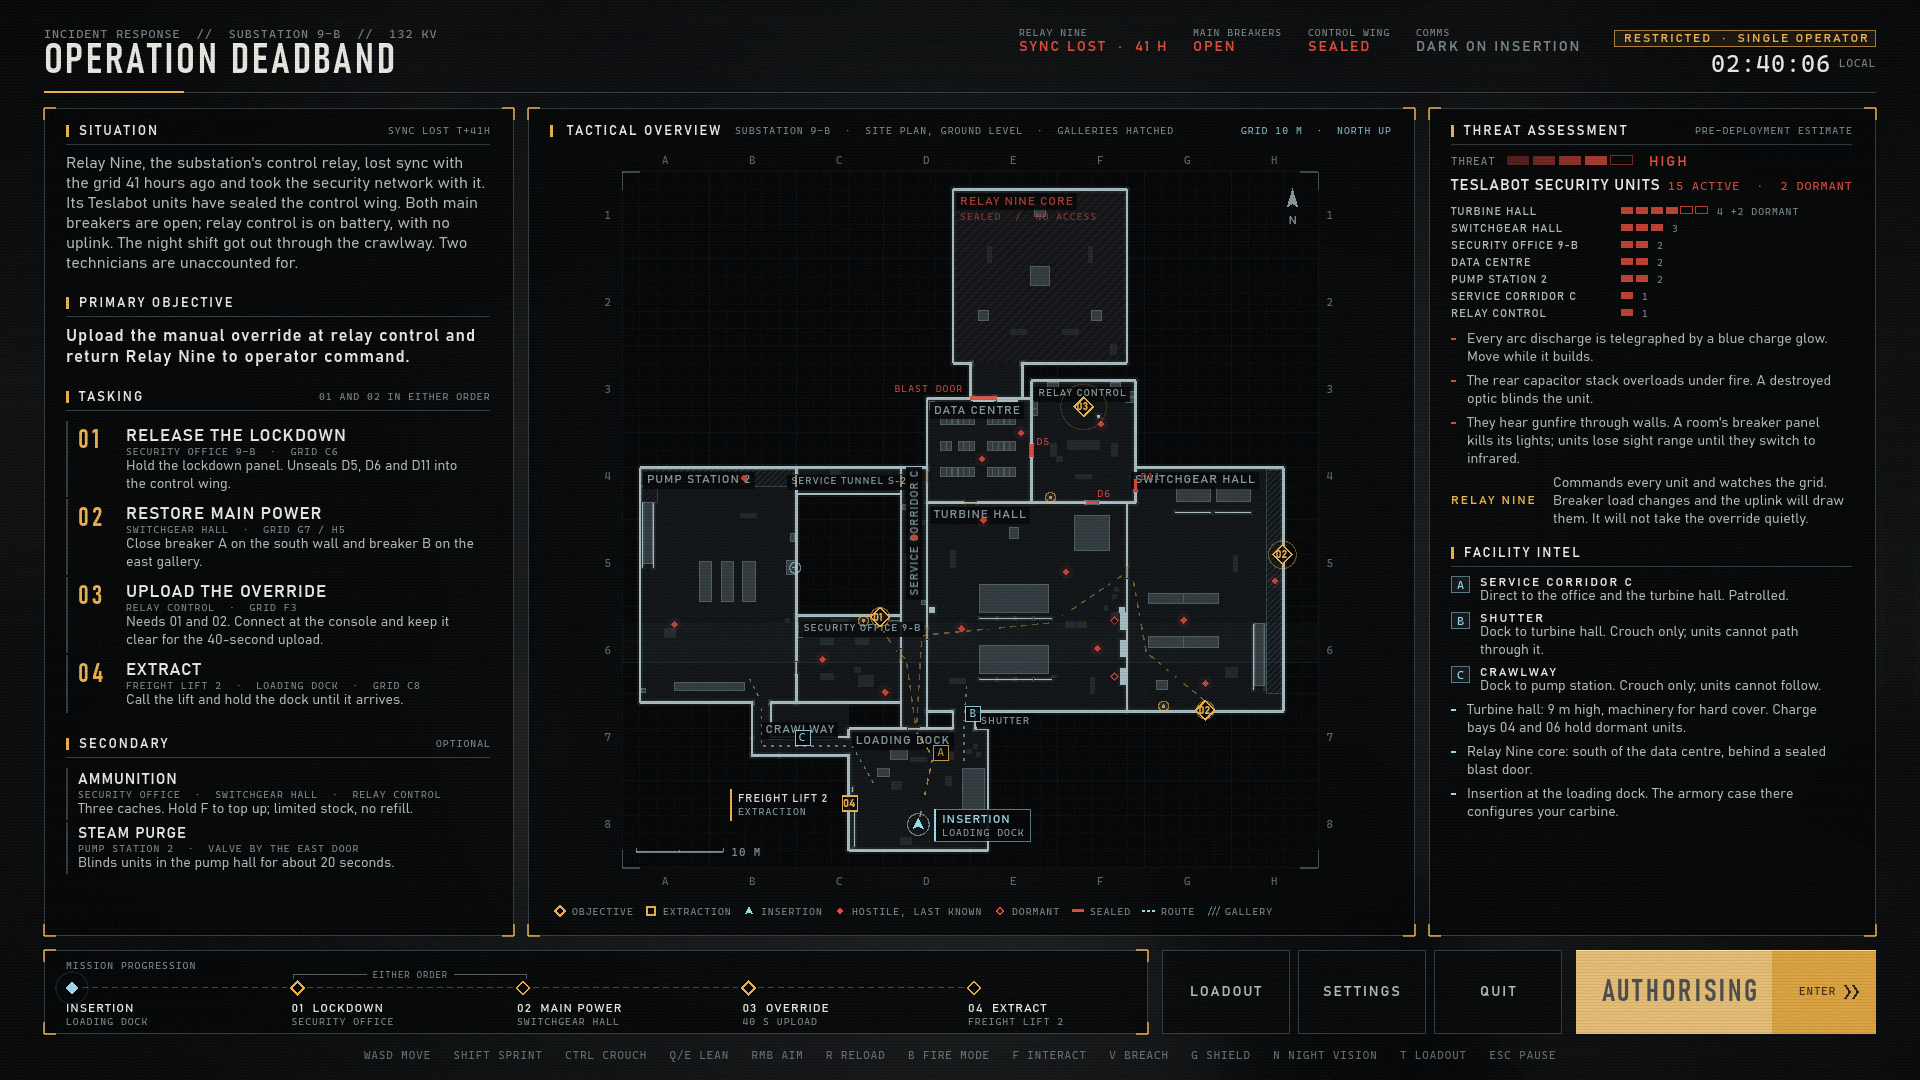 INCIDENT RESPONSE // SUBSTATION 9-B // 132 KV
OPERATION DEADBAND
RELAY NINE
SYNC LOST · 41 H
MAIN BREAKERS
OPEN
CONTROL WING
SEALED
COMMS
DARK ON INSERTION
RESTRICTED · SINGLE OPERATOR
02:40:06 LOCAL
SITUATION
SYNC LOST T+41H
Relay Nine, the substation's control relay, lost sync with
the grid 41 hours ago and took the security network with it.
Its Teslabot units have sealed the control wing. Both main
breakers are open; relay control is on battery, with no
uplink. The night shift got out through the crawlway. Two
technicians are unaccounted for.
PRIMARY OBJECTIVE
Upload the manual override at relay control and
return Relay Nine to operator command.
TASKING
01 AND 02 IN EITHER ORDER
01 RELEASE THE LOCKDOWN
SECURITY OFFICE 9-B · GRID C6
Hold the lockdown panel. Unseals D5, D6 and D11 into
the control wing.
02 RESTORE MAIN POWER
SWITCHGEAR HALL · GRID G7 / H5
Close breaker A on the south wall and breaker B on the
east gallery.
03 UPLOAD THE OVERRIDE
RELAY CONTROL · GRID F3
Needs 01 and 02. Connect at the console and keep it
clear for the 40-second upload.
04 EXTRACT
FREIGHT LIFT 2 · LOADING DOCK · GRID C8
Call the lift and hold the dock until it arrives.
SECONDARY
OPTIONAL
AMMUNITION
SECURITY OFFICE · SWITCHGEAR HALL · RELAY CONTROL
Three caches. Hold F to top up; limited stock, no refill.
STEAM PURGE
PUMP STATION 2 · VALVE BY THE EAST DOOR
Blinds units in the pump hall for about 20 seconds.
TACTICAL OVERVIEW
SUBSTATION 9-B · SITE PLAN, GROUND LEVEL · GALLERIES HATCHED
GRID 10 M · NORTH UP
A B C D E F G H
1 1
2 2
3 3
4 4
5 5
6 6
7 7
8 8
N
RELAY NINE CORE
SEALED / NO ACCESS
BLAST DOOR
RELAY CONTROL
03
DATA CENTRE
D5
D6
PUMP STATION 2
SERVICE TUNNEL S-2
SERVICE CORRIDOR C
SWITCHGEAR HALL
TURBINE HALL
02
01
SECURITY OFFICE 9-B
02
B
SHUTTER
CRAWLWAY
C
LOADING DOCK
A
FREIGHT LIFT 2
EXTRACTION
04
INSERTION
LOADING DOCK
10 M
A B C D E F G H
OBJECTIVE
EXTRACTION
INSERTION
HOSTILE, LAST KNOWN
DORMANT
SEALED
ROUTE
GALLERY
THREAT ASSESSMENT
PRE-DEPLOYMENT ESTIMATE
THREAT HIGH
TESLABOT SECURITY UNITS 15 ACTIVE · 2 DORMANT
TURBINE HALL 4 +2 DORMANT
SWITCHGEAR HALL 3
SECURITY OFFICE 9-B 2
DATA CENTRE 2
PUMP STATION 2 2
SERVICE CORRIDOR C 1
RELAY CONTROL 1
Every arc discharge is telegraphed by a blue charge glow.
Move while it builds.
The rear capacitor stack overloads under fire. A destroyed
optic blinds the unit.
They hear gunfire through walls. A room's breaker panel
kills its lights; units lose sight range until they switch to
infrared.
RELAY NINE
Commands every unit and watches the grid.
Breaker load changes and the uplink will draw
them. It will not take the override quietly.
FACILITY INTEL
A SERVICE CORRIDOR C
Direct to the office and the turbine hall. Patrolled.
B SHUTTER
Dock to turbine hall. Crouch only; units cannot path
through it.
C CRAWLWAY
Dock to pump station. Crouch only; units cannot follow.
Turbine hall: 9 m high, machinery for hard cover. Charge
bays 04 and 06 hold dormant units.
Relay Nine core: south of the data centre, behind a sealed
blast door.
Insertion at the loading dock. The armory case there
configures your carbine.
MISSION PROGRESSION
EITHER ORDER
INSERTION
LOADING DOCK
01 LOCKDOWN
SECURITY OFFICE
02 MAIN POWER
SWITCHGEAR HALL
03 OVERRIDE
40 S UPLOAD
04 EXTRACT
FREIGHT LIFT 2
LOADOUT
SETTINGS
QUIT
AUTHORISING
ENTER
WASD MOVE SHIFT SPRINT CTRL CROUCH Q/E LEAN RMB AIM R RELOAD B FIRE MODE F INTERACT V BREACH G SHIELD N NIGHT VISION T LOADOUT ESC PAUSE